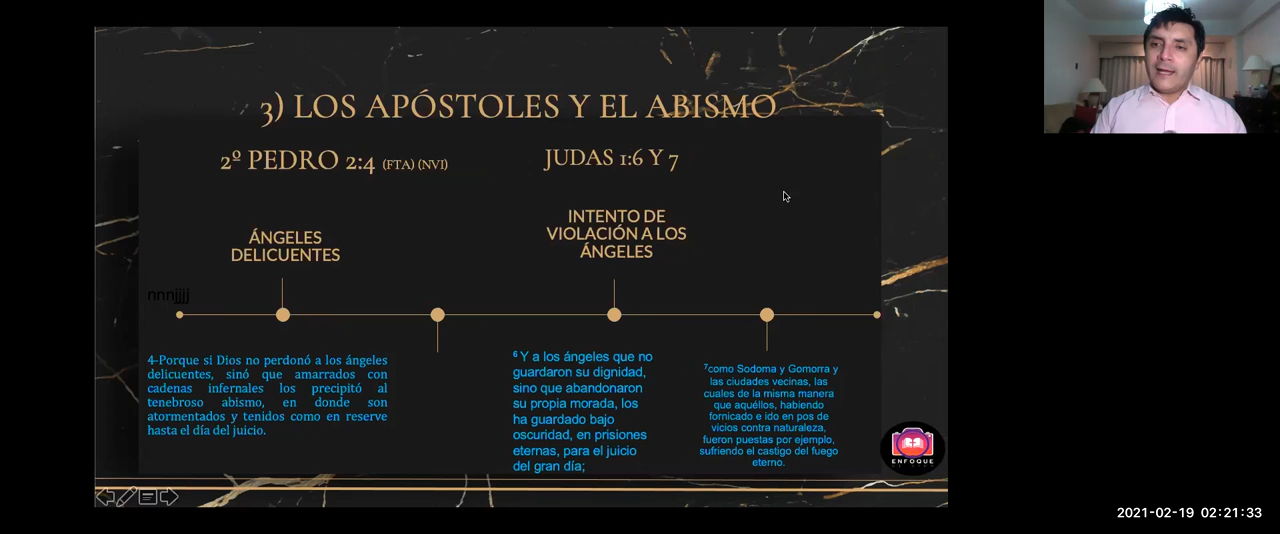 3) LOS APÓSTOLES Y EL ABISMO
2º PEDRO 2:4 (FTA) (NVI)
JUDAS 1:6 Y 7
ÁNGELES
DELICUENTES
INTENTO DE
VIOLACIÓN A LOS
ÁNGELES
nnnjjjj
4-Porque si Dios no perdonó a los ángeles
delicuentes, sinó que amarrados con
cadenas infernales los precipitó al
tenebroso abismo, en donde son
atormentados y tenidos como en reserve
hasta el día del juicio.
6 Y a los ángeles que no
guardaron su dignidad,
sino que abandonaron
su propia morada, los
ha guardado bajo
oscuridad, en prisiones
eternas, para el juicio
del gran día;
7como Sodoma y Gomorra y
las ciudades vecinas, las
cuales de la misma manera
que aquéllos, habiendo
fornicado e ido en pos de
vicios contra naturaleza,
fueron puestas por ejemplo,
sufriendo el castigo del fuego
eterno.
ENFOQUE
2021-02-19 02:21:33